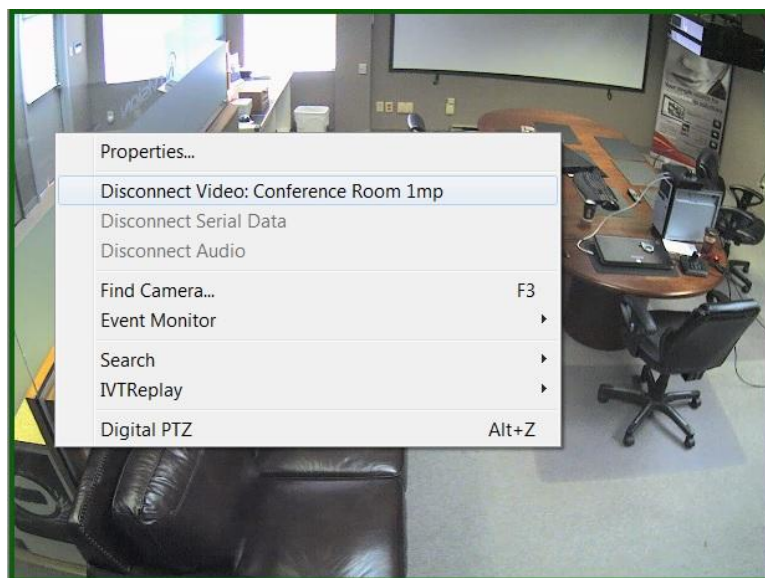 Properties...
Disconnect Video: Conference Room 1mp
Disconnect Serial Data
Disconnect Audio
Find Camera... F3
Event Monitor
Search
IVTReplay
Digital PTZ Alt+Z